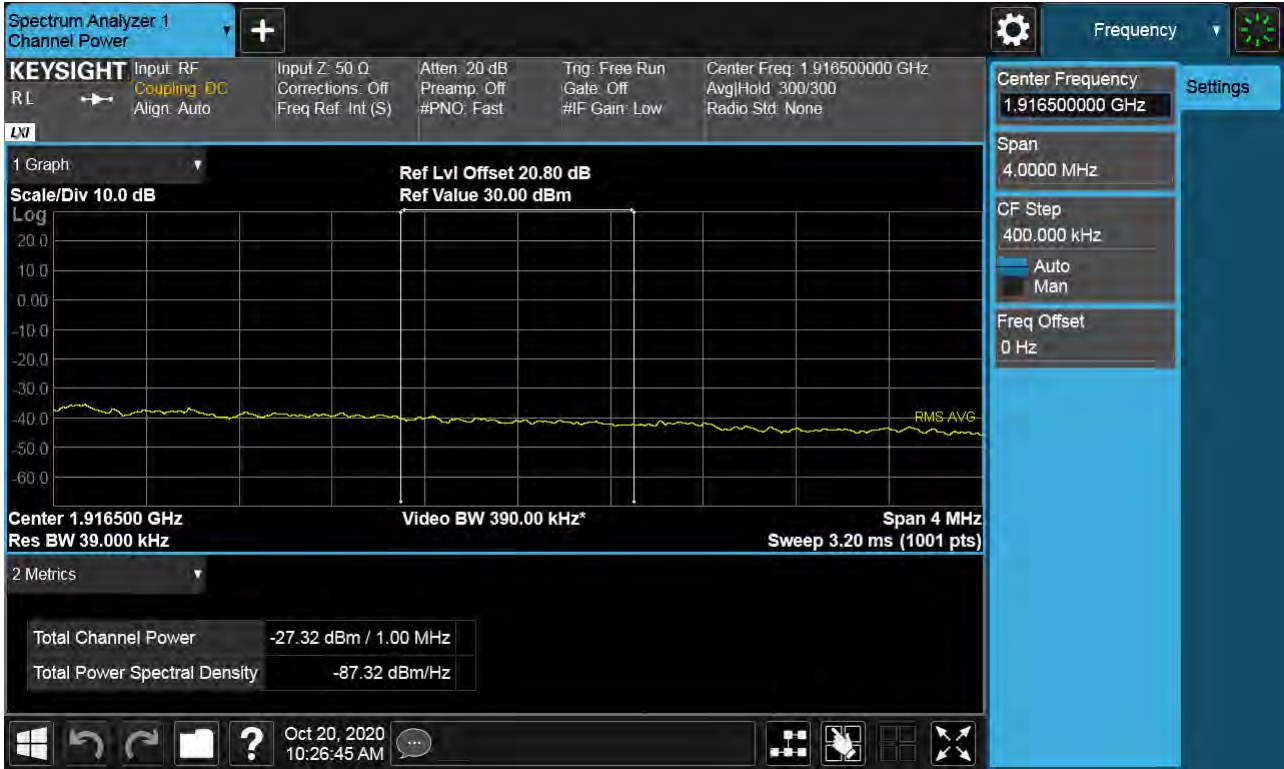 Spectrum Analyzer 1
Channel Power
+
Frequency
KEYSIGHT
R L
LXI
Input: RF
Coupling: DC
Align: Auto
Input Z: 50 Ω
Corrections: Off
Freq Ref: Int (S)
Atten: 20 dB
Preamp: Off
#PNO: Fast
Trig: Free Run
Gate: Off
#IF Gain: Low
Center Freq: 1.916500000 GHz
Avg|Hold: 300/300
Radio Std: None
Center Frequency
1.916500000 GHz
Settings
Span
4.0000 MHz
CF Step
400.000 kHz
Auto
Man
Freq Offset
0 Hz
1 Graph
Scale/Div 10.0 dB
Ref Lvl Offset 20.80 dB
Ref Value 30.00 dBm
Log
20.0
10.0
0.00
-10.0
-20.0
-30.0
-40.0
-50.0
-60.0
RMS AVG
Center 1.916500 GHz
Res BW 39.000 kHz
Video BW 390.00 kHz*
Span 4 MHz
Sweep 3.20 ms (1001 pts)
2 Metrics
Total Channel Power -27.32 dBm / 1.00 MHz
Total Power Spectral Density -87.32 dBm/Hz
?
Oct 20, 2020
10:26:45 AM